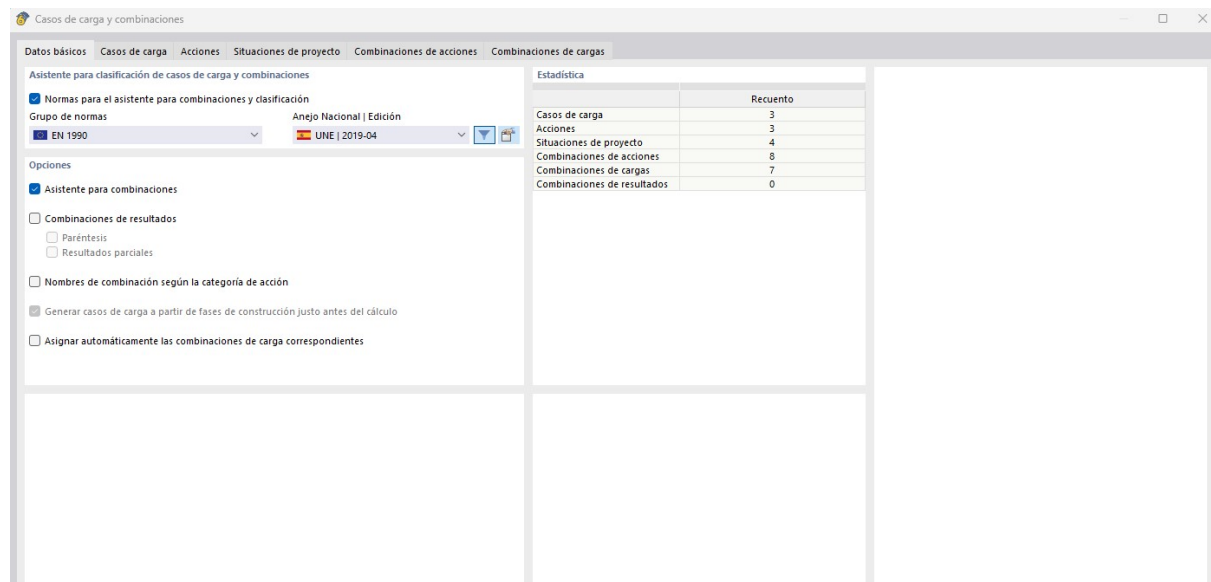 Casos de carga y combinaciones
Datos básicos Casos de carga Acciones Situaciones de proyecto Combinaciones de acciones Combinaciones de cargas
Asistente para clasificación de casos de carga y combinaciones
Normas para el asistente para combinaciones y clasificación
Grupo de normas Anejo Nacional | Edición
EN 1990 UNE | 2019-04
Opciones
Asistente para combinaciones
Combinaciones de resultados
Paréntesis
Resultados parciales
Nombres de combinación según la categoría de acción
Generar casos de carga a partir de fases de construcción justo antes del cálculo
Asignar automáticamente las combinaciones de carga correspondientes
Estadística
Recuento
Casos de carga 3
Acciones 3
Situaciones de proyecto 4
Combinaciones de acciones 8
Combinaciones de cargas 7
Combinaciones de resultados 0